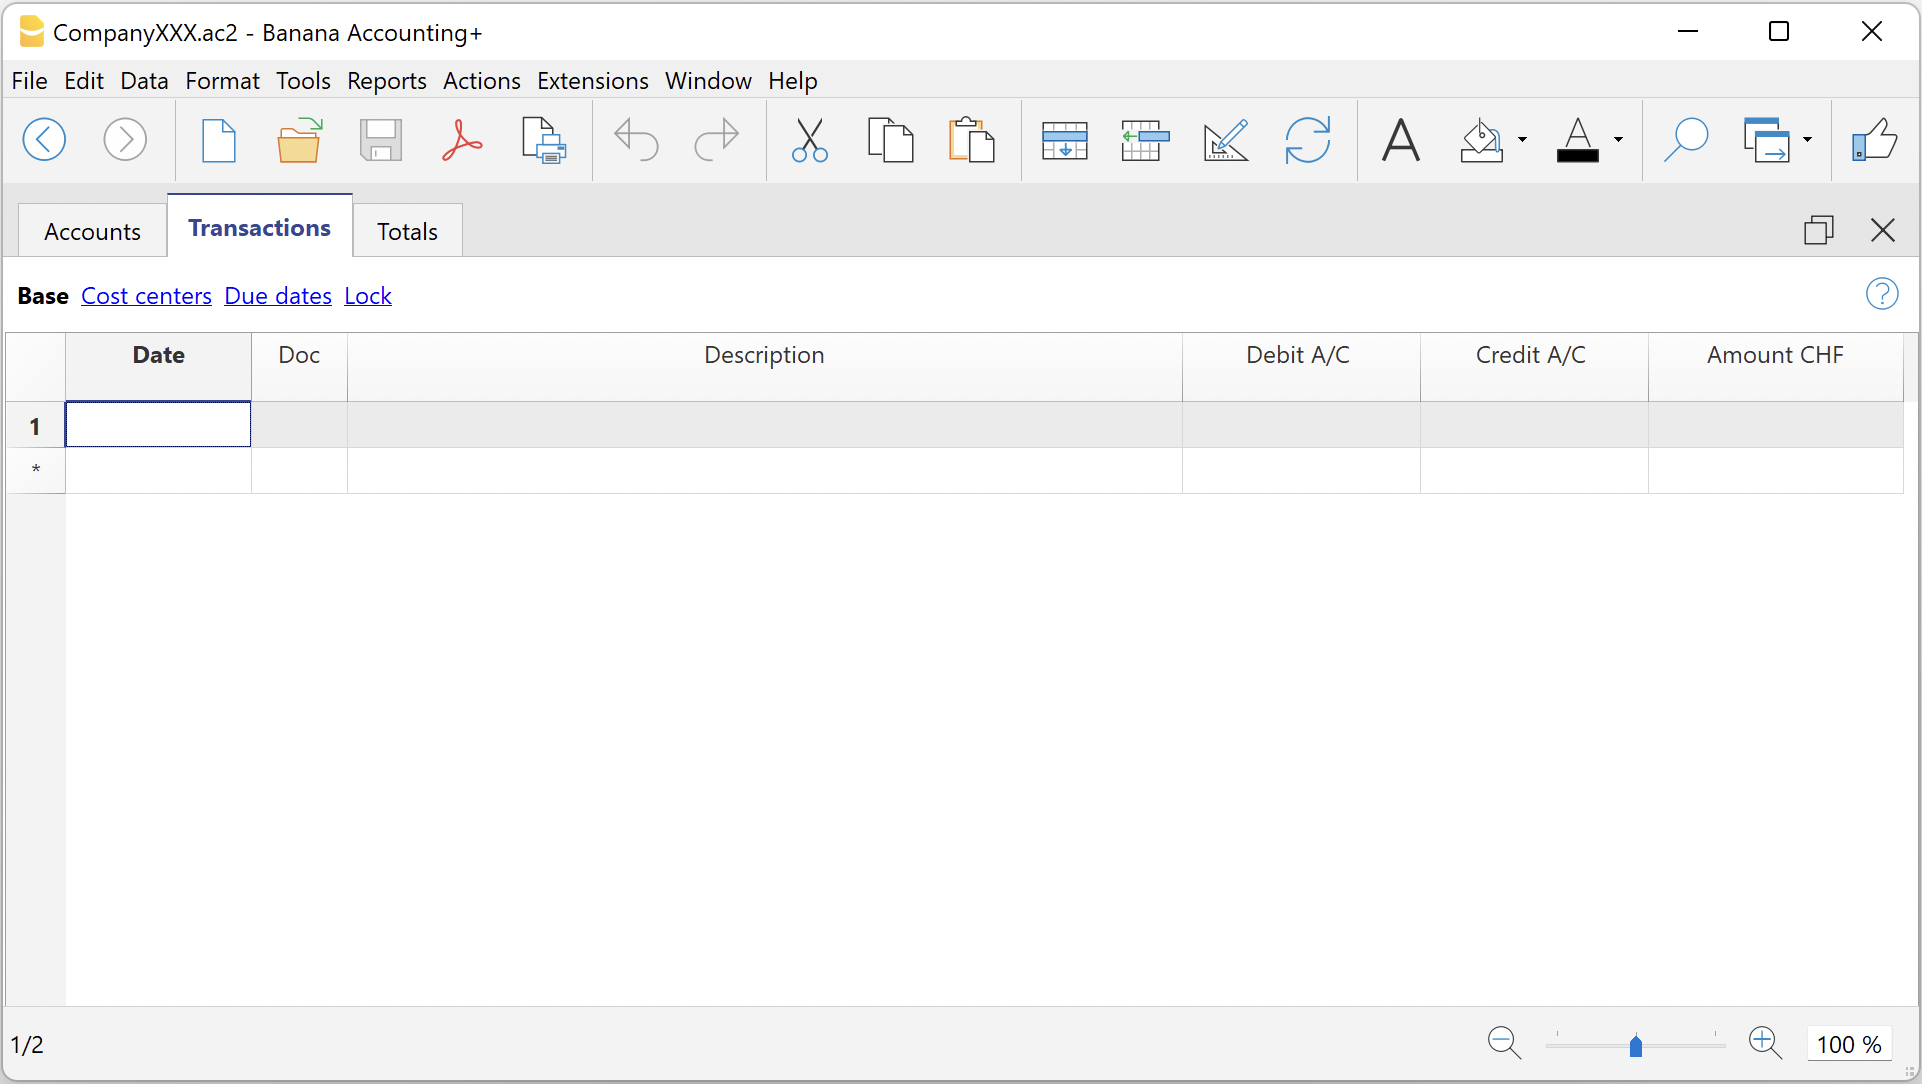 CompanyXXX.ac2 - Banana Accounting+
File Edit Data Format Tools Reports Actions Extensions Window Help
Accounts Transactions Totals
Base Cost centers Due dates Lock
Date Doc Description Debit A/C Credit A/C Amount CHF
1
*
1/2 100 %